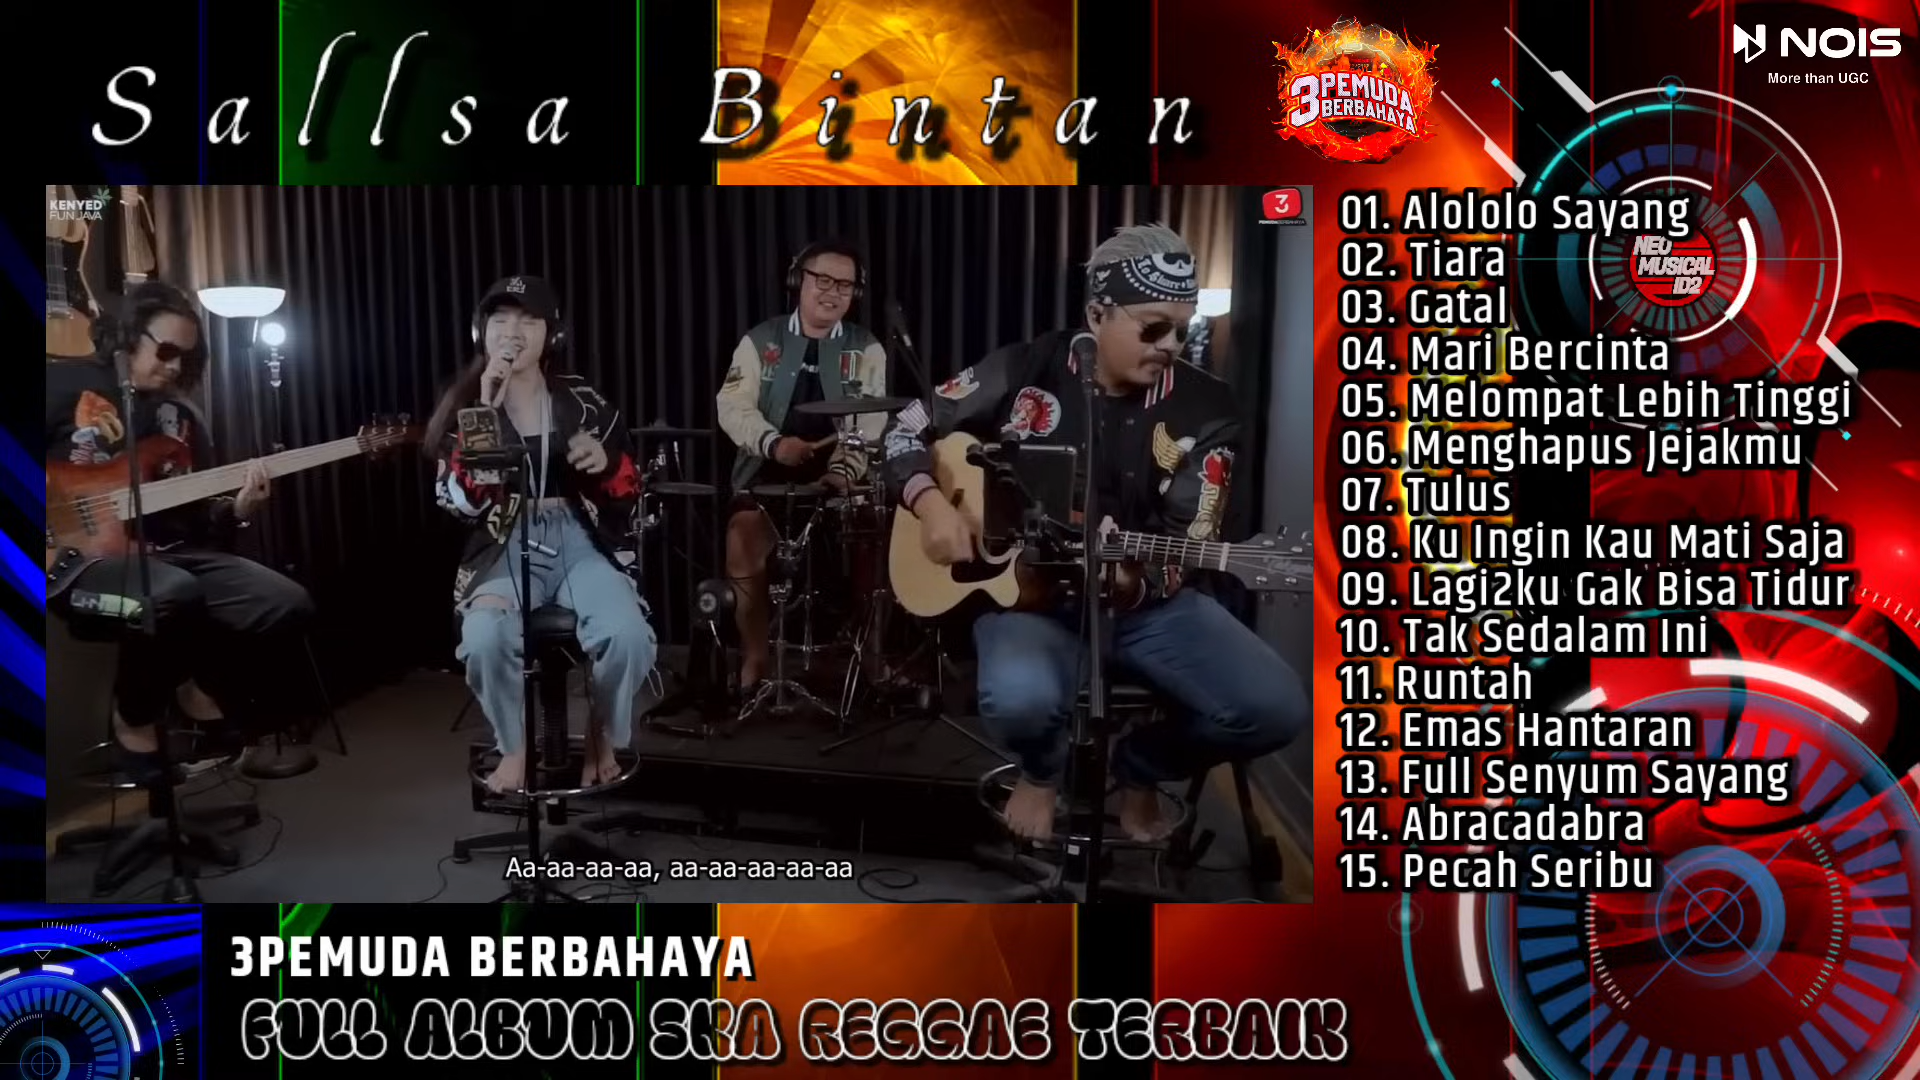 Sallsa Bintan
3PEMUDA
BERBAHAYA
NOIS
More than UGC
KENYED
FUN JAVA
3
NEO
MUSICAL
ID2
01. Alololo Sayang
02. Tiara
03. Gatal
04. Mari Bercinta
05. Melompat Lebih Tinggi
06. Menghapus Jejakmu
07. Tulus
08. Ku Ingin Kau Mati Saja
09. Lagi2ku Gak Bisa Tidur
10. Tak Sedalam Ini
11. Runtah
12. Emas Hantaran
13. Full Senyum Sayang
14. Abracadabra
15. Pecah Seribu
Aa-aa-aa-aa, aa-aa-aa-aa-aa
3PEMUDA BERBAHAYA
FULL ALBUM SKA REGGAE TERBAIK